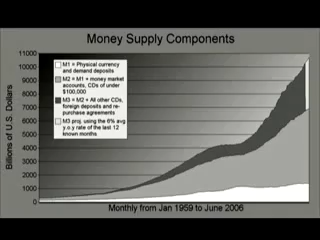 Money Supply Components
Billions of U.S. Dollars
11000
10000
9000
8000
7000
6000
5000
4000
3000
2000
1000
0
M1 = Physical currency
and demand deposits
M2 = M1 + money market
accounts, CDs of under
$100,000
M3 = M2 + All other CDs,
foreign deposits and re-
purchase agreements
M3 proj. using the 8% avg
y.o.y rate of the last 12
known months
Monthly from Jan 1959 to June 2006